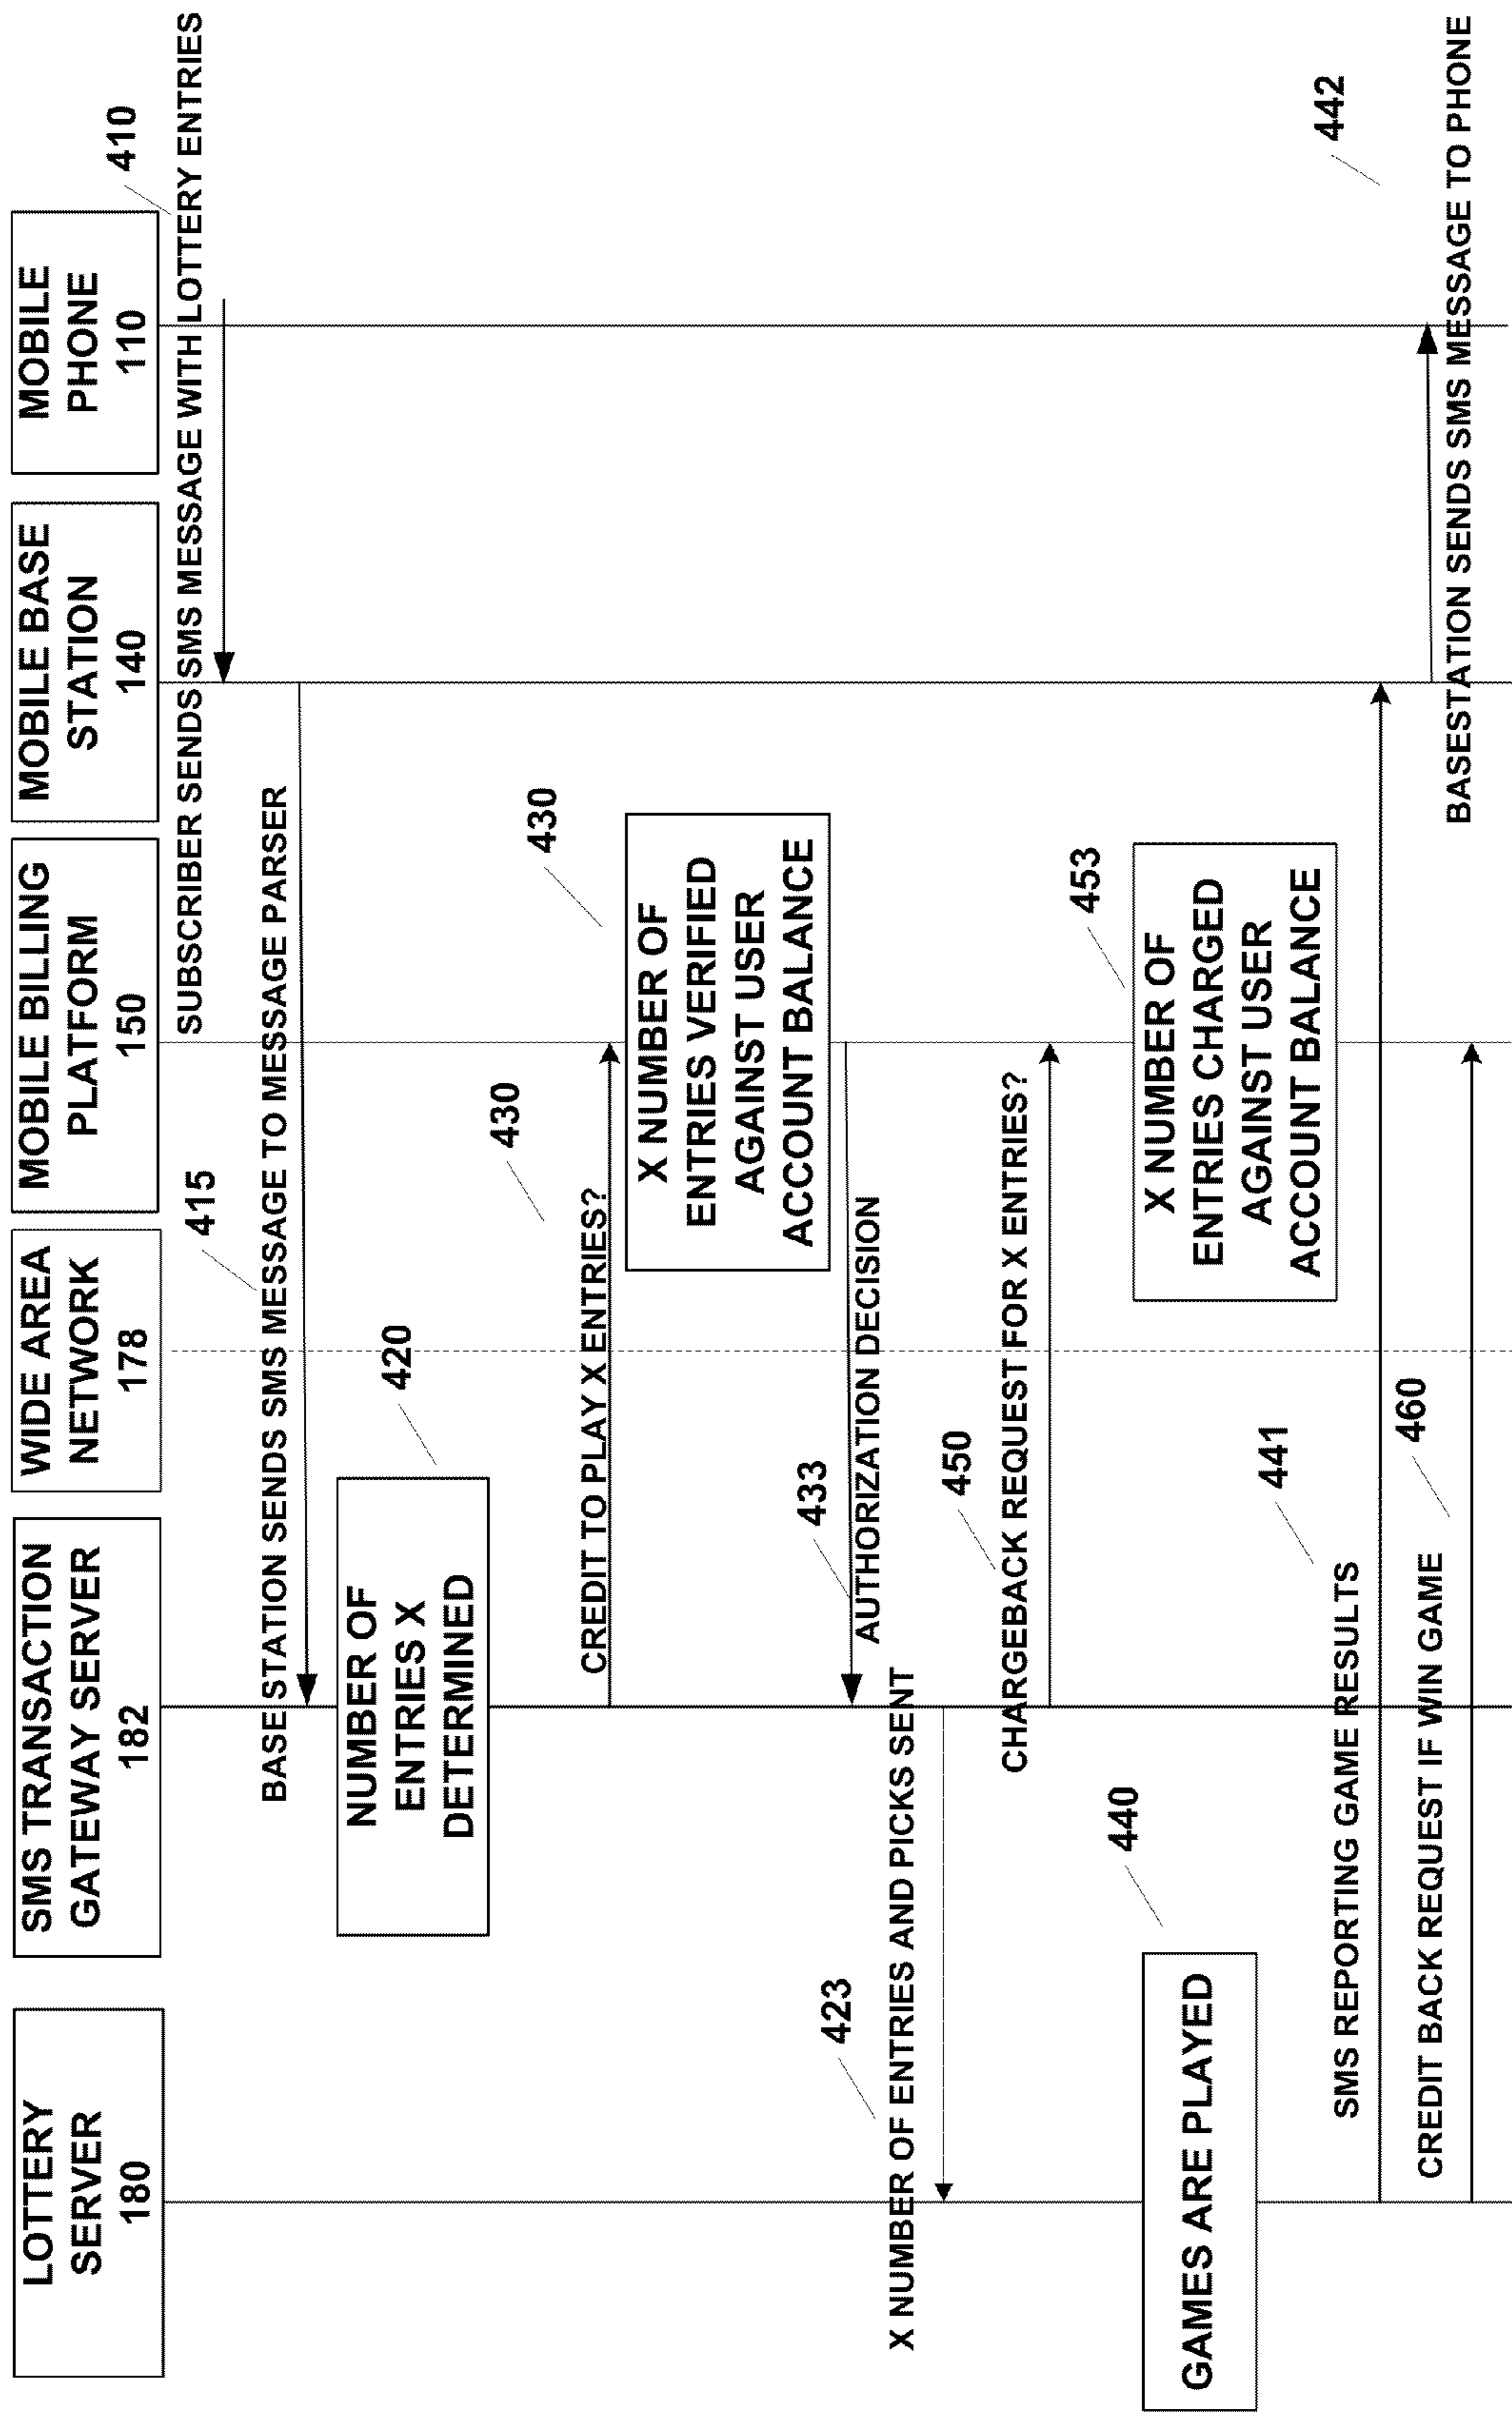 LOTTERY
SERVER
180
SMS TRANSACTION
GATEWAY SERVER
182
WIDE AREA
NETWORK
178
MOBILE BILLING
PLATFORM
150
MOBILE BASE
STATION
140
MOBILE
PHONE
110
410
SUBSCRIBER SENDS SMS MESSAGE WITH LOTTERY ENTRIES
415
BASE STATION SENDS SMS MESSAGE TO MESSAGE PARSER
420
NUMBER OF
ENTRIES X
DETERMINED
430
CREDIT TO PLAY X ENTRIES?
430
X NUMBER OF
ENTRIES VERIFIED
AGAINST USER
ACCOUNT BALANCE
433
AUTHORIZATION DECISION
423
X NUMBER OF ENTRIES AND PICKS SENT
450
CHARGEBACK REQUEST FOR X ENTRIES?
453
X NUMBER OF
ENTRIES CHARGED
AGAINST USER
ACCOUNT BALANCE
440
GAMES ARE PLAYED
441
SMS REPORTING GAME RESULTS
442
460
CREDIT BACK REQUEST IF WIN GAME
BASESTATION SENDS SMS MESSAGE TO PHONE